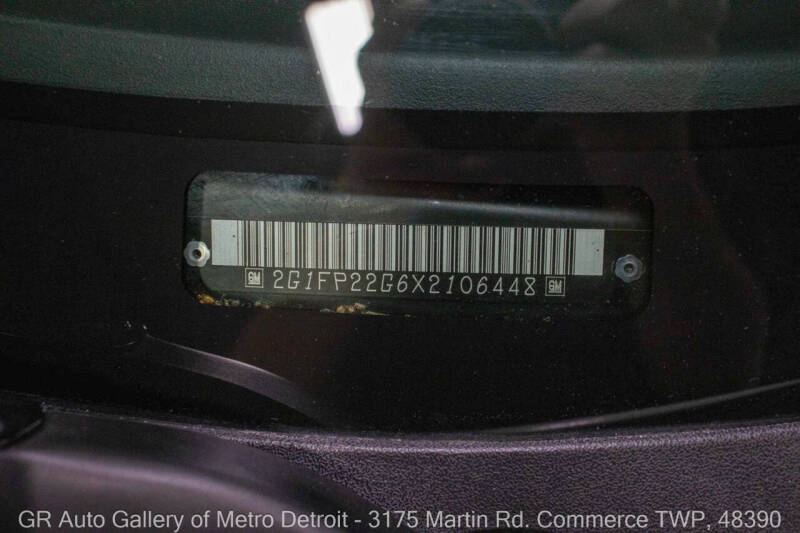 GM 2G1FP22G6X2106448 GM
GR Auto Gallery of Metro Detroit - 3175 Martin Rd. Commerce TWP, 48390